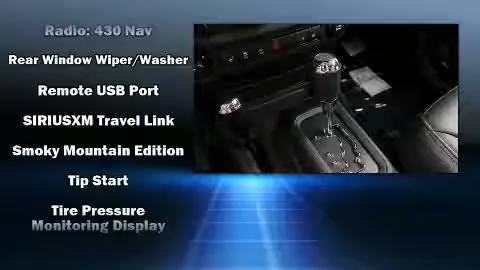 Radio: 430 Nav
Rear Window Wiper/Washer
Remote USB Port
SIRIUSXM Travel Link
Smoky Mountain Edition
Tip Start
Tire Pressure
Monitoring Display